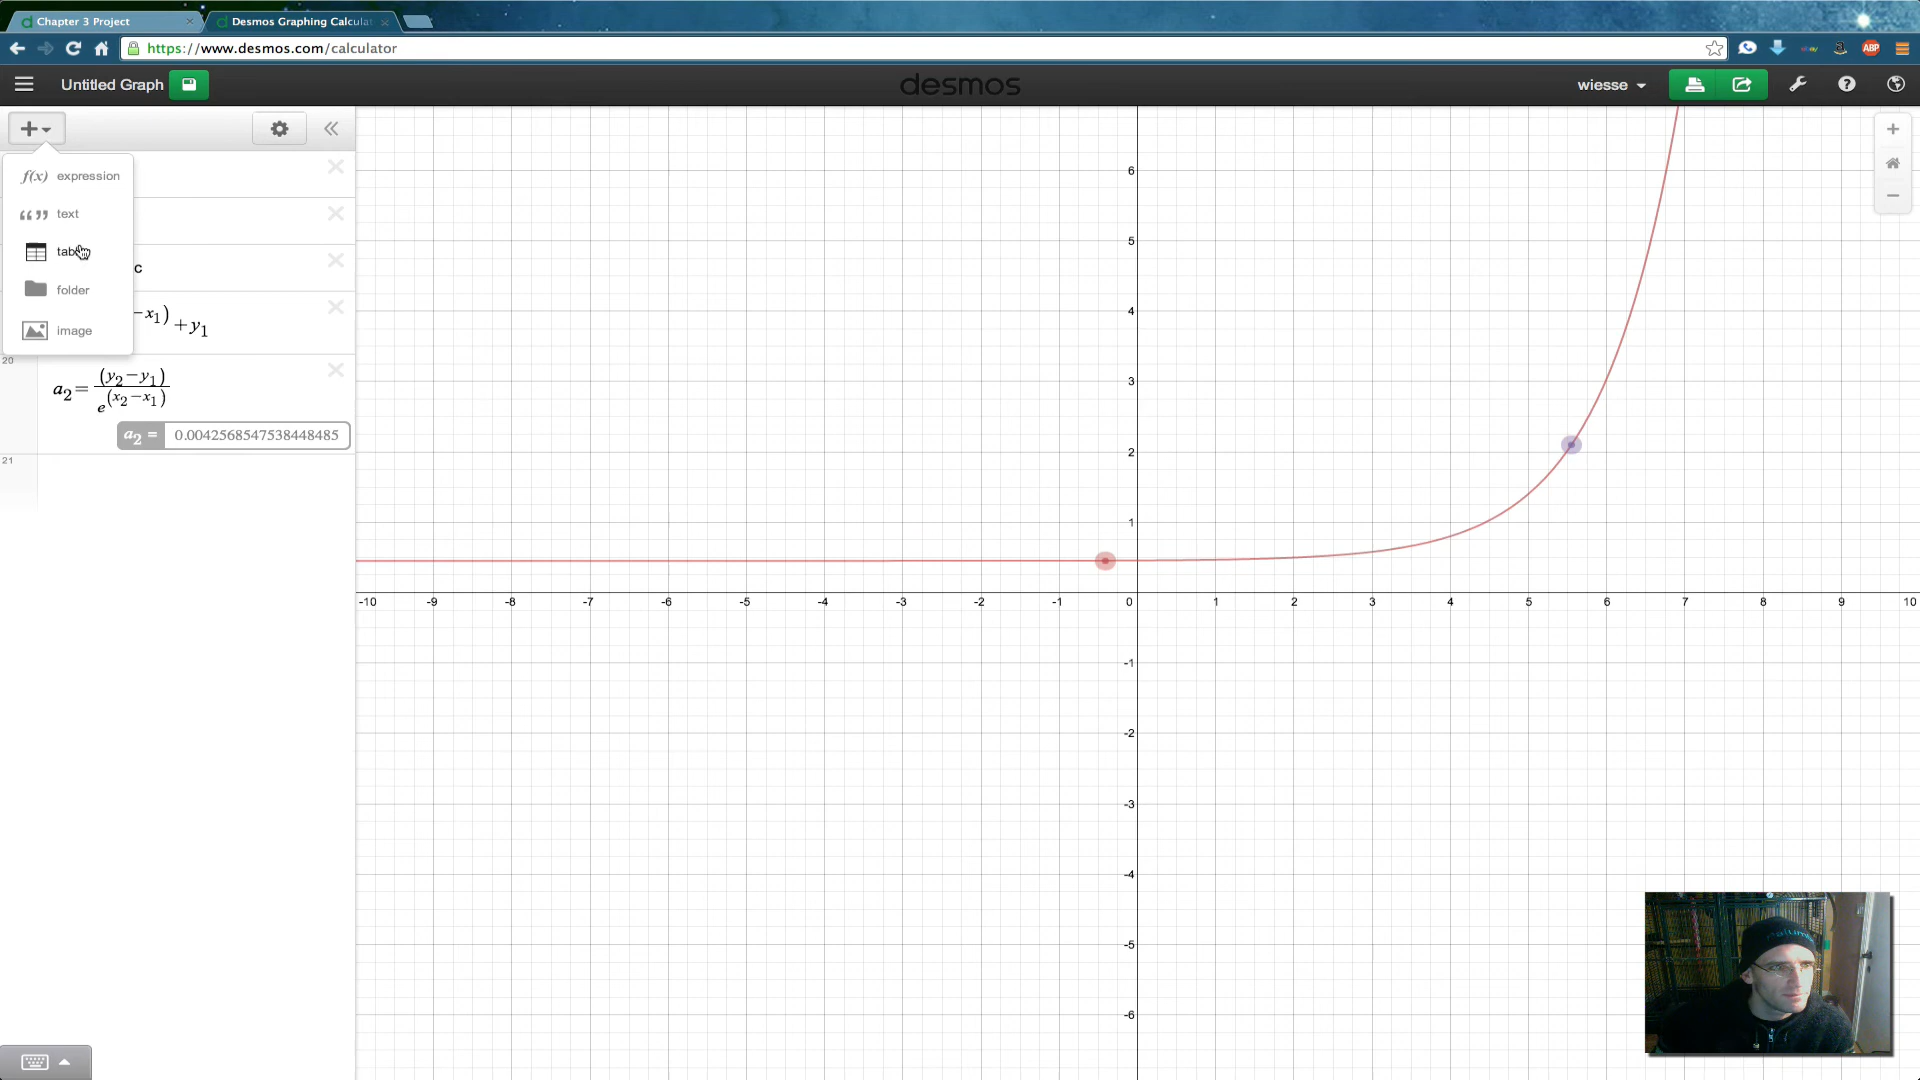 Chapter 3 Project
Desmos Graphing Calculat
https://www.desmos.com/calculator
ebay
ABP
Untitled Graph
desmos
wiesse
f(x) expression
“ ” text
tab
folder
image
c
-x₁)
+y₁
20
a₂=(y₂-y₁)/e^(x₂-x₁)
a₂ = 0.0042568547538448485
21
6
5
4
3
2
1
-10 -9 -8 -7 -6 -5 -4 -3 -2 -1 0 1 2 3 4 5 6 7 8 9 10
-1
-2
-3
-4
-5
-6